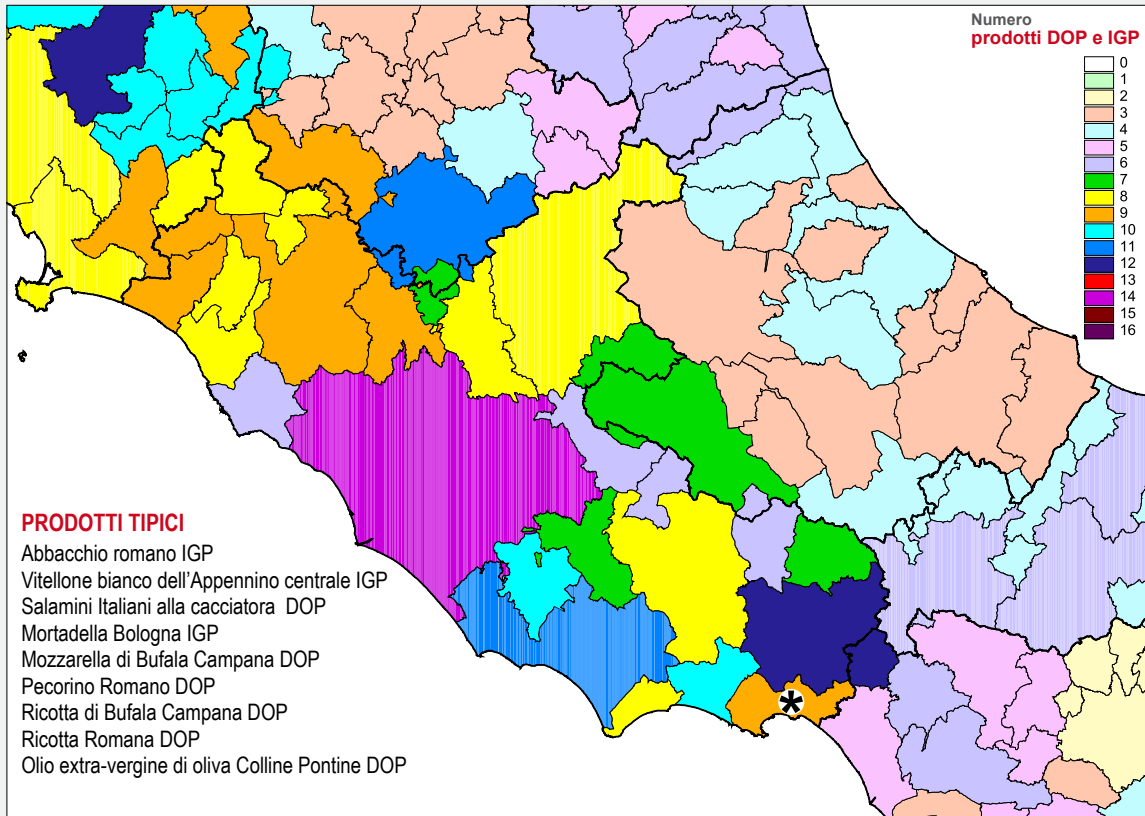 Numero
prodotti DOP e IGP
0
1
2
3
4
5
6
7
8
9
10
11
12
13
14
15
16
PRODOTTI TIPICI
Abbacchio romano IGP
Vitellone bianco dell'Appennino centrale IGP
Salamini Italiani alla cacciatora DOP
Mortadella Bologna IGP
Mozzarella di Bufala Campana DOP
Pecorino Romano DOP
Ricotta di Bufala Campana DOP
Ricotta Romana DOP
Olio extra-vergine di oliva Colline Pontine DOP
*